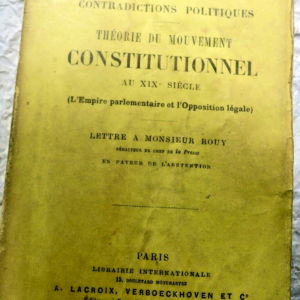 CONTRADICTIONS POLITIQUES
THÉORIE DU MOUVEMENT
CONSTITUTIONNEL
AU XIXᵉ SIÈCLE
(L'Empire parlementaire et l'Opposition légale)
LETTRE A MONSIEUR ROUY
RÉDACTEUR EN CHEF DE la Presse
EN FAVEUR DE L'ABSTENTION
PARIS
LIBRAIRIE INTERNATIONALE
15, BOULEVARD MONTMARTRE
A. LACROIX, VERBOECKHOVEN ET Cᵉ